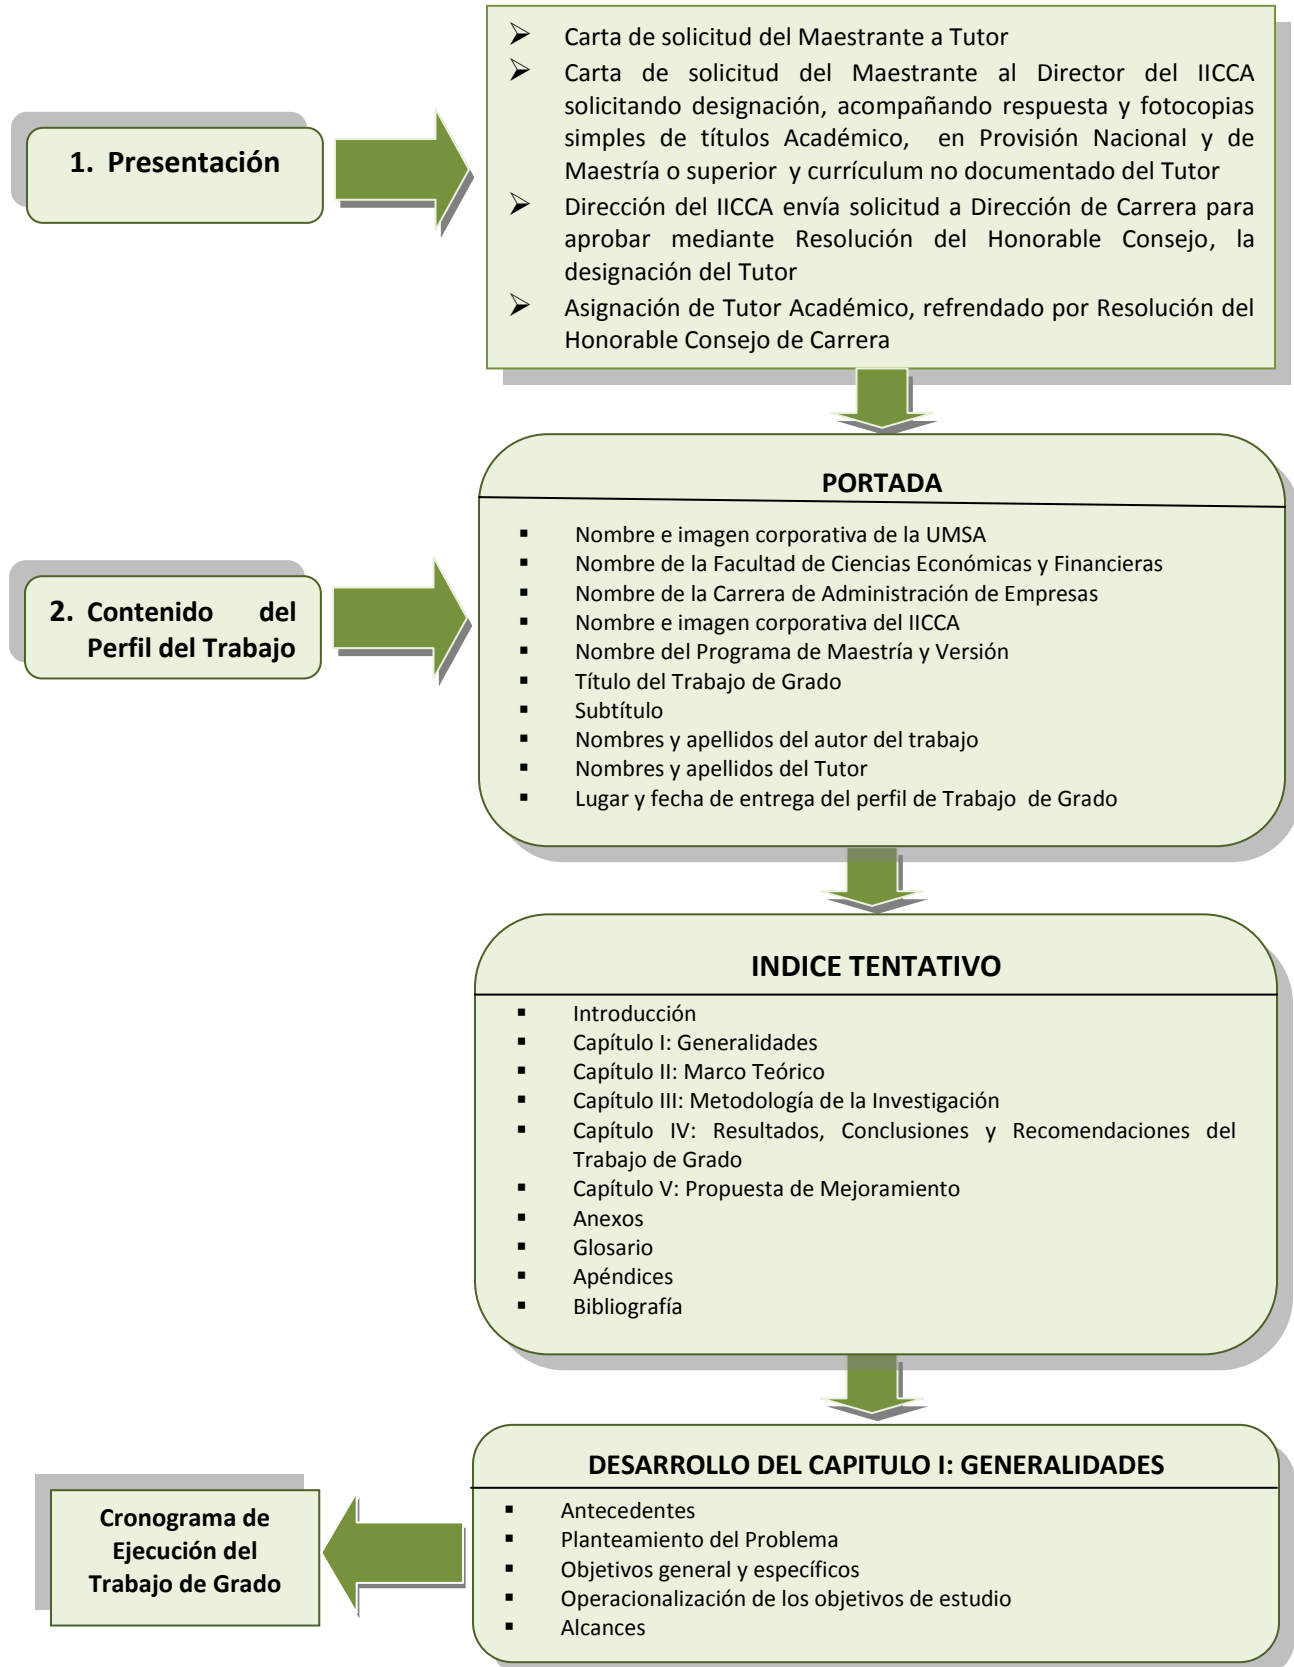 1. Presentación
➢ Carta de solicitud del Maestrante a Tutor
➢ Carta de solicitud del Maestrante al Director del IICCA
solicitando designación, acompañando respuesta y fotocopias
simples de títulos Académico, en Provisión Nacional y de
Maestría o superior y currículum no documentado del Tutor
➢ Dirección del IICCA envía solicitud a Dirección de Carrera para
aprobar mediante Resolución del Honorable Consejo, la
designación del Tutor
➢ Asignación de Tutor Académico, refrendado por Resolución del
Honorable Consejo de Carrera
2. Contenido del
Perfil del Trabajo
PORTADA
▪ Nombre e imagen corporativa de la UMSA
▪ Nombre de la Facultad de Ciencias Económicas y Financieras
▪ Nombre de la Carrera de Administración de Empresas
▪ Nombre e imagen corporativa del IICCA
▪ Nombre del Programa de Maestría y Versión
▪ Título del Trabajo de Grado
▪ Subtítulo
▪ Nombres y apellidos del autor del trabajo
▪ Nombres y apellidos del Tutor
▪ Lugar y fecha de entrega del perfil de Trabajo de Grado
INDICE TENTATIVO
▪ Introducción
▪ Capítulo I: Generalidades
▪ Capítulo II: Marco Teórico
▪ Capítulo III: Metodología de la Investigación
▪ Capítulo IV: Resultados, Conclusiones y Recomendaciones del
Trabajo de Grado
▪ Capítulo V: Propuesta de Mejoramiento
▪ Anexos
▪ Glosario
▪ Apéndices
▪ Bibliografía
DESARROLLO DEL CAPITULO I: GENERALIDADES
▪ Antecedentes
▪ Planteamiento del Problema
▪ Objetivos general y específicos
▪ Operacionalización de los objetivos de estudio
▪ Alcances
Cronograma de
Ejecución del
Trabajo de Grado